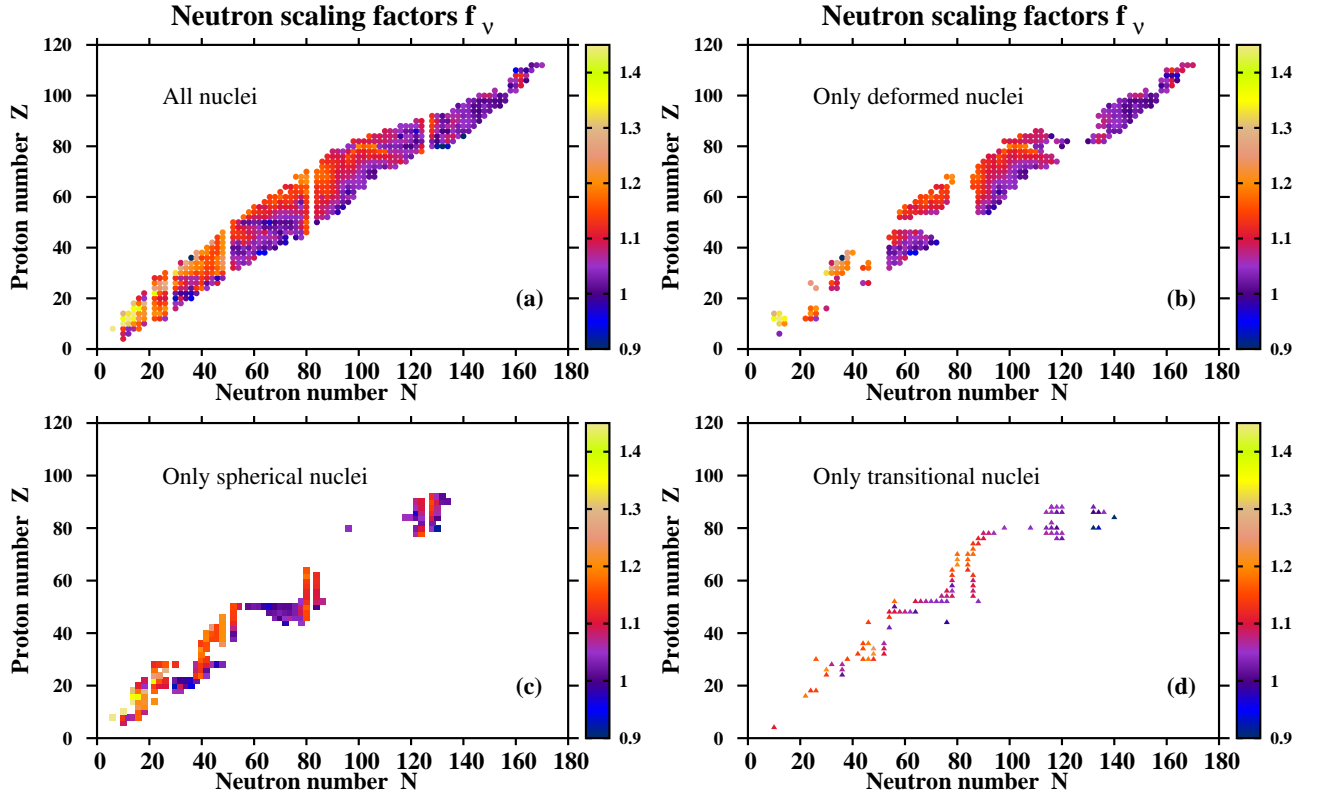 Neutron scaling factors f ν
120
100
80
60
40
20
0
Proton number Z
All nuclei
(a)
0 20 40 60 80 100 120 140 160 180
Neutron number N
1.4
1.3
1.2
1.1
1
0.9
Neutron scaling factors f ν
120
100
80
60
40
20
0
Proton number Z
Only deformed nuclei
(b)
0 20 40 60 80 100 120 140 160 180
Neutron number N
1.4
1.3
1.2
1.1
1
0.9
120
100
80
60
40
20
0
Proton number Z
Only spherical nuclei
(c)
0 20 40 60 80 100 120 140 160 180
Neutron number N
1.4
1.3
1.2
1.1
1
0.9
120
100
80
60
40
20
0
Proton number Z
Only transitional nuclei
(d)
0 20 40 60 80 100 120 140 160 180
Neutron number N
1.4
1.3
1.2
1.1
1
0.9